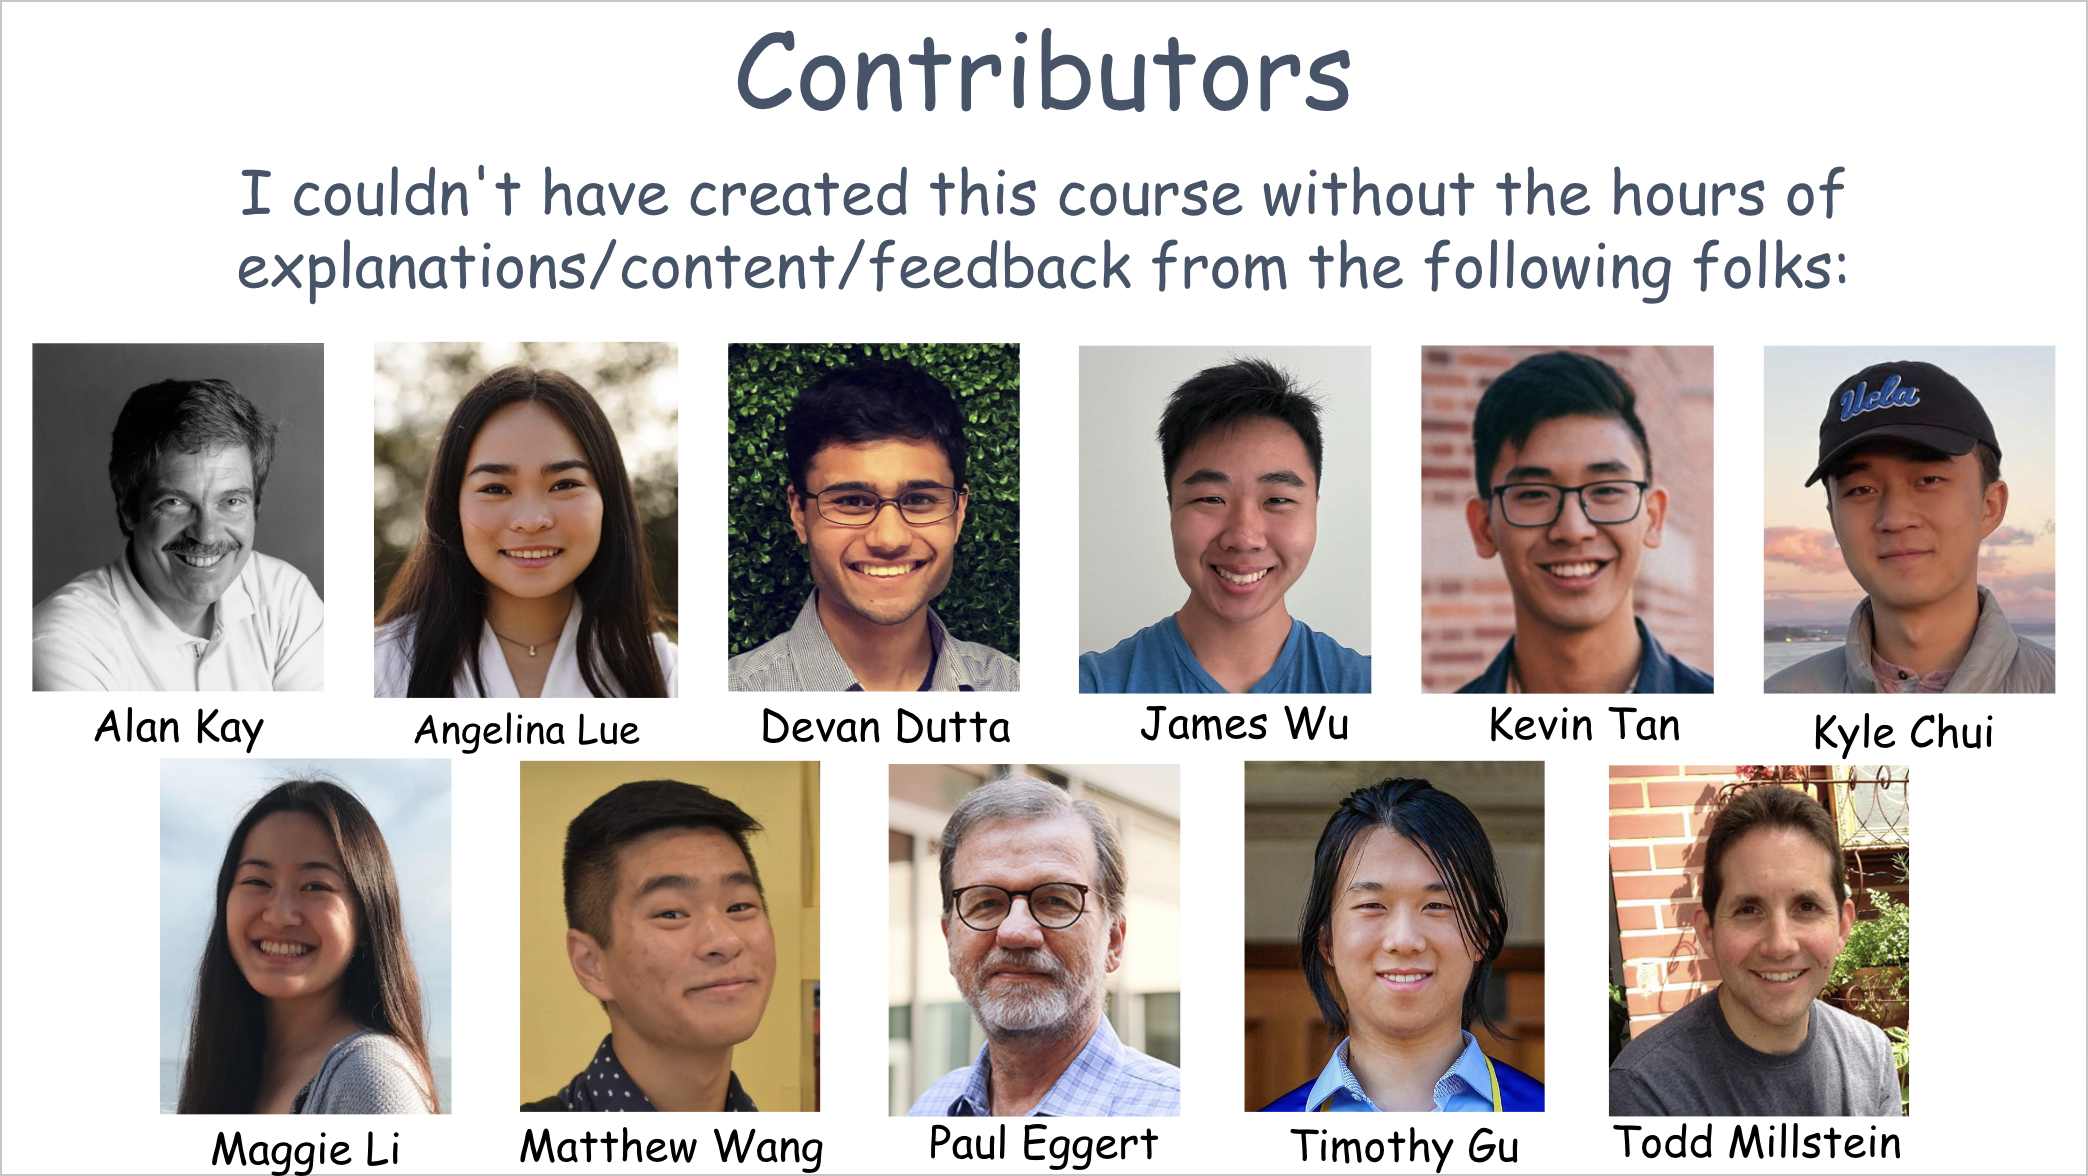 Contributors
I couldn't have created this course without the hours of
explanations/content/feedback from the following folks:
Ucla
Alan Kay
Angelina Lue
Devan Dutta
James Wu
Kevin Tan
Kyle Chui
Maggie Li
Matthew Wang
Paul Eggert
Timothy Gu
Todd Millstein